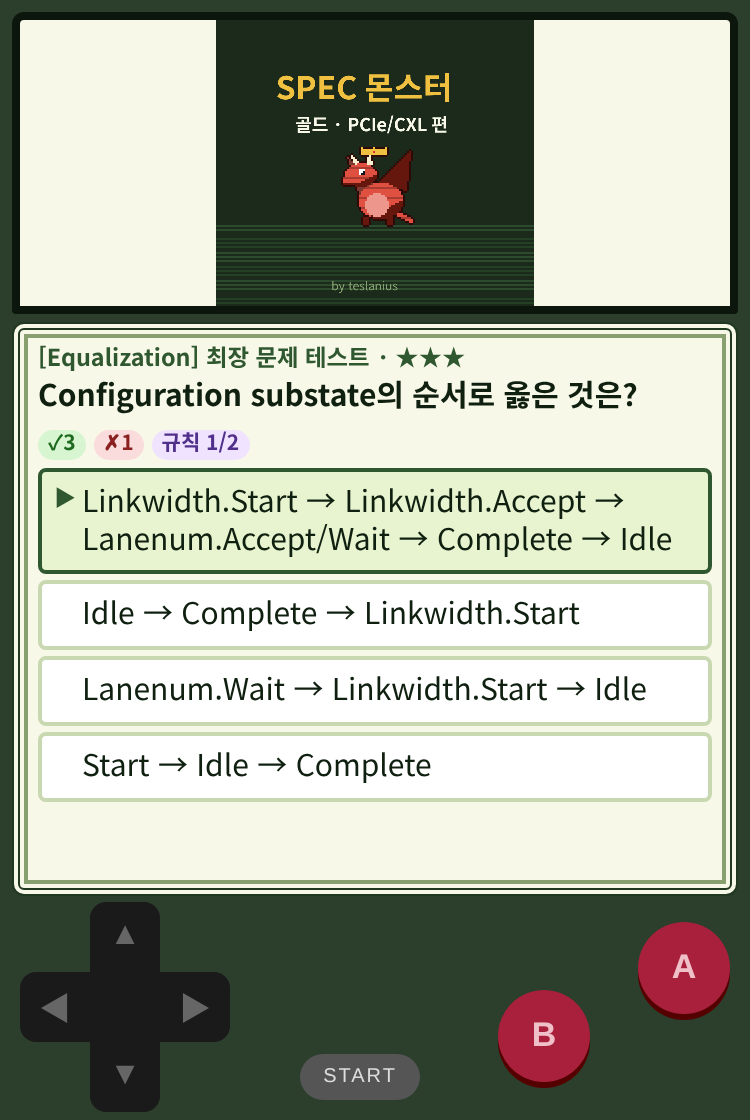 SPEC 몬스터
골드 · PCIe/CXL 편
by teslanius
[Equalization] 최장 문제 테스트 · ★★★
Configuration substate의 순서로 옳은 것은?
✓3 ✗1 규칙 1/2
▶ Linkwidth.Start → Linkwidth.Accept →
Lanenum.Accept/Wait → Complete → Idle
Idle → Complete → Linkwidth.Start
Lanenum.Wait → Linkwidth.Start → Idle
Start → Idle → Complete
▲
◀ ▶
▼
A
B
START